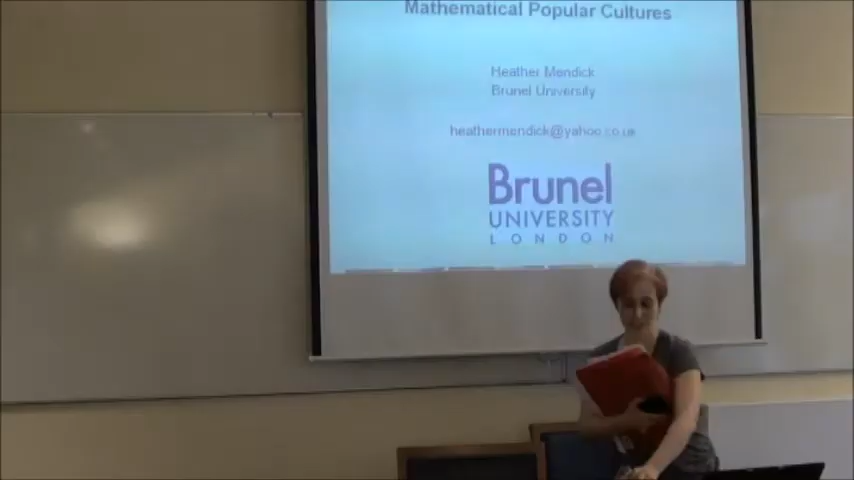 Mathematical Popular Cultures
Heather Mendick
Brunel University
heathermendick@yahoo.co.uk
Brunel
UNIVERSITY
LONDON